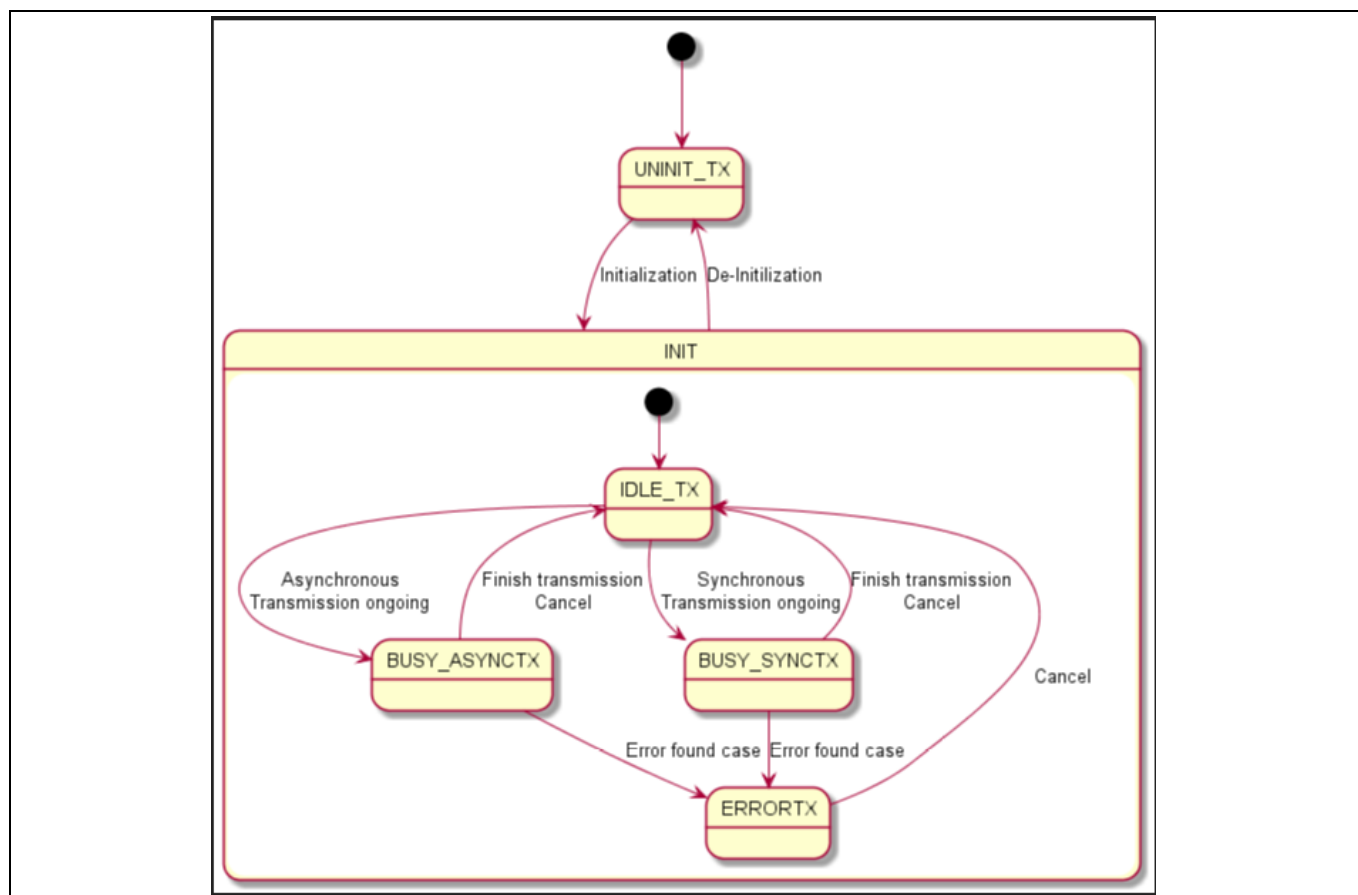 UNINIT_TX
Initialization
De-Initilization
INIT
IDLE_TX
Asynchronous
Transmission ongoing
Finish transmission
Cancel
Synchronous
Transmission ongoing
Finish transmission
Cancel
BUSY_ASYNCTX
BUSY_SYNCTX
Cancel
Error found case
Error found case
ERRORTX